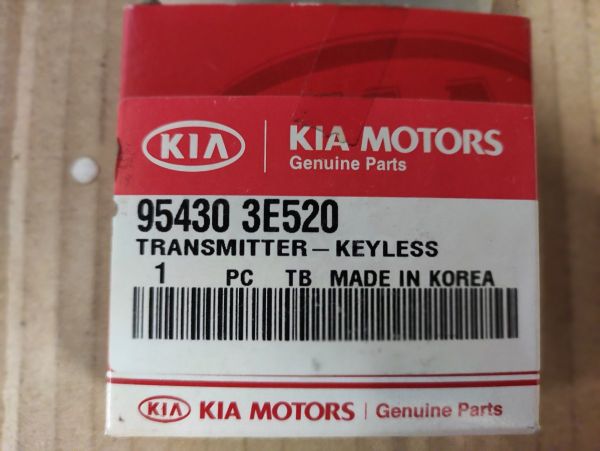 KIA
KIA MOTORS
Genuine Parts
95430 3E520
TRANSMITTER – KEYLESS
1 PC TB MADE IN KOREA
KIA KIA MOTORS | Genuine Parts